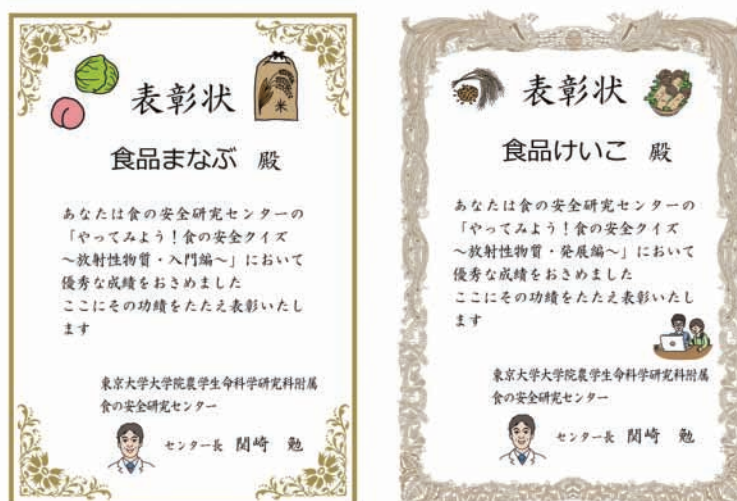 表彰状
米
食品まなぶ 殿
あなたは食の安全研究センターの
「やってみよう!食の安全クイズ
~放射性物質・入門編~」において
優秀な成績をおさめました
ここにその功績をたたえ表彰いたし
ます
東京大学大学院農学生命科学研究科附属
食の安全研究センター
センター長 関崎 勉
表彰状
食品けいこ 殿
あなたは食の安全研究センターの
「やってみよう!食の安全クイズ
~放射性物質・発展編~」において
優秀な成績をおさめました
ここにその功績をたたえ表彰いたし
ます
東京大学大学院農学生命科学研究科附属
食の安全研究センター
センター長 関崎 勉